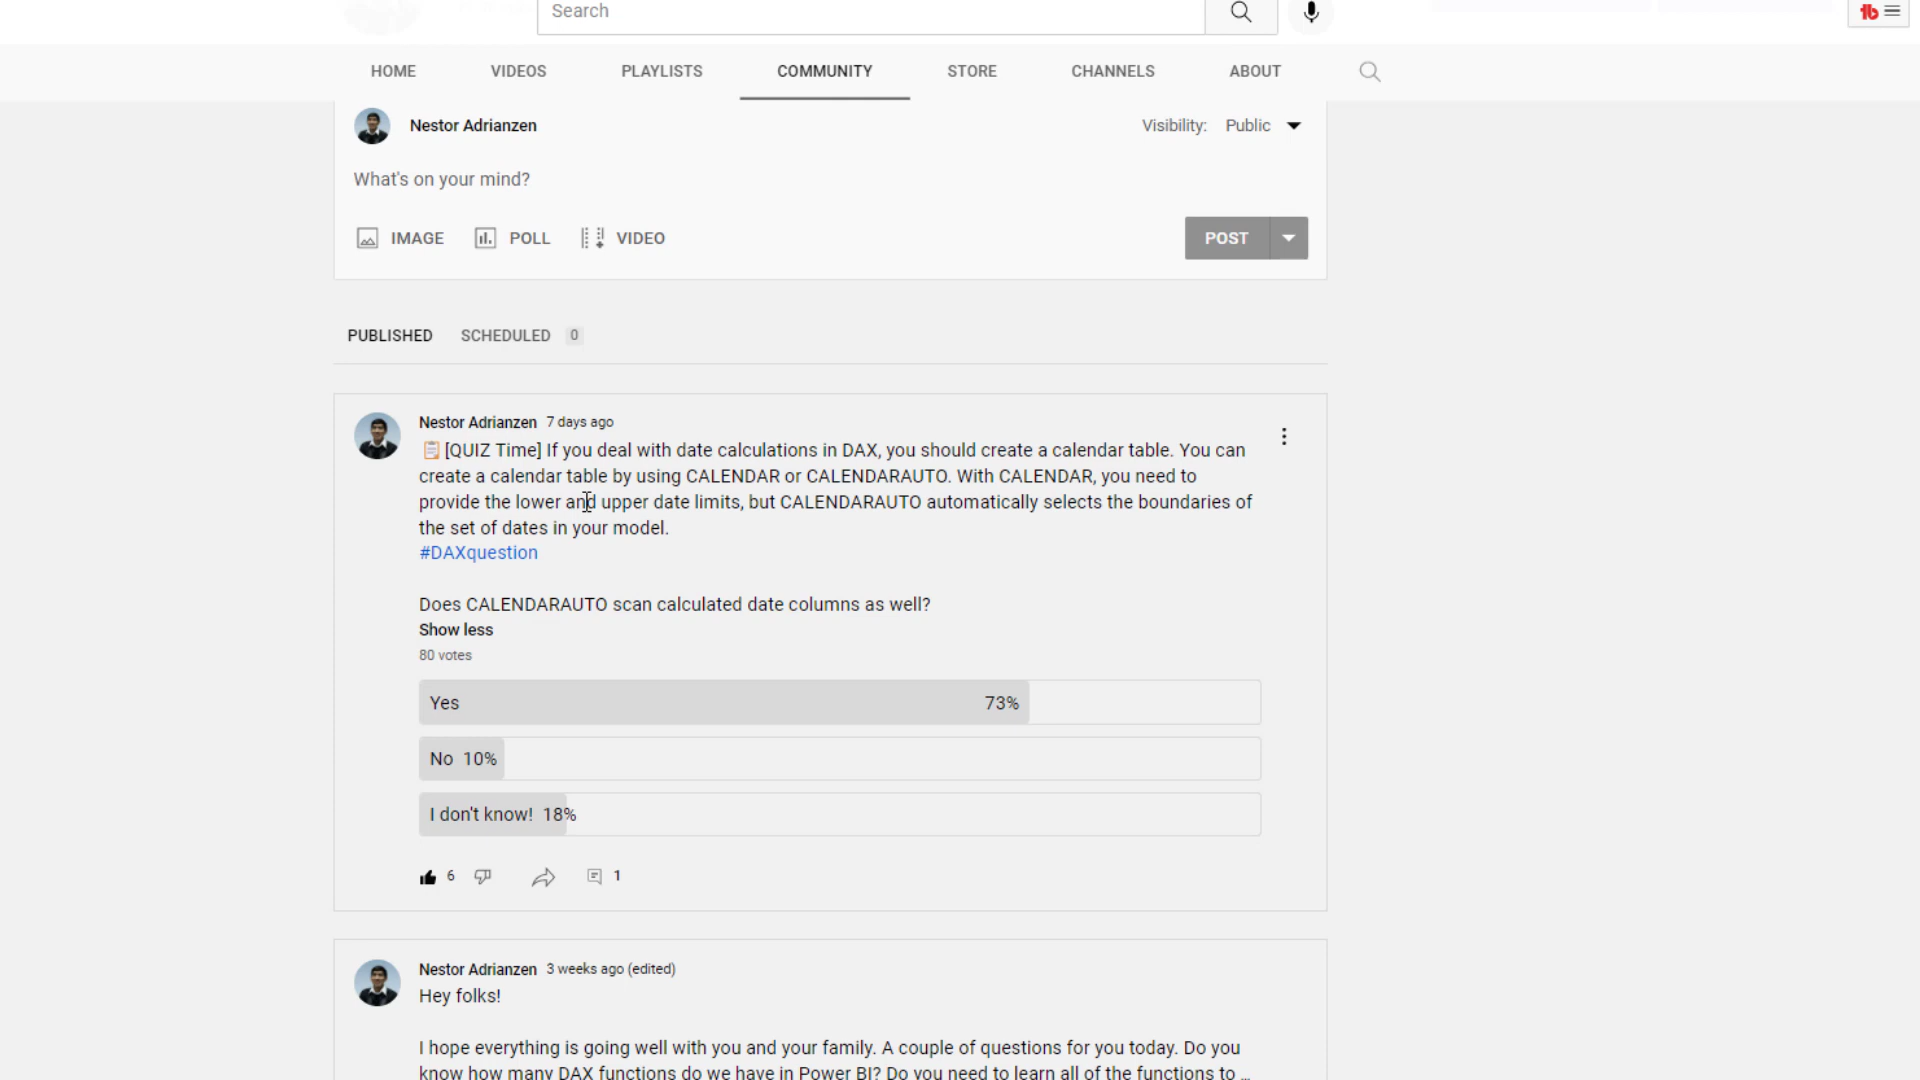 Search
HOME VIDEOS PLAYLISTS COMMUNITY STORE CHANNELS ABOUT
Nestor Adrianzen Visibility: Public
What's on your mind?
IMAGE POLL VIDEO POST
PUBLISHED SCHEDULED 0
Nestor Adrianzen 7 days ago
📋 [QUIZ Time] If you deal with date calculations in DAX, you should create a calendar table. You can
create a calendar table by using CALENDAR or CALENDARAUTO. With CALENDAR, you need to
provide the lower and upper date limits, but CALENDARAUTO automatically selects the boundaries of
the set of dates in your model.
#DAXquestion
Does CALENDARAUTO scan calculated date columns as well?
Show less
80 votes
Yes 73%
No 10%
I don't know! 18%
6 1
Nestor Adrianzen 3 weeks ago (edited)
Hey folks!
I hope everything is going well with you and your family. A couple of questions for you today. Do you
know how many DAX functions do we have in Power BI? Do you need to learn all of the functions to ...